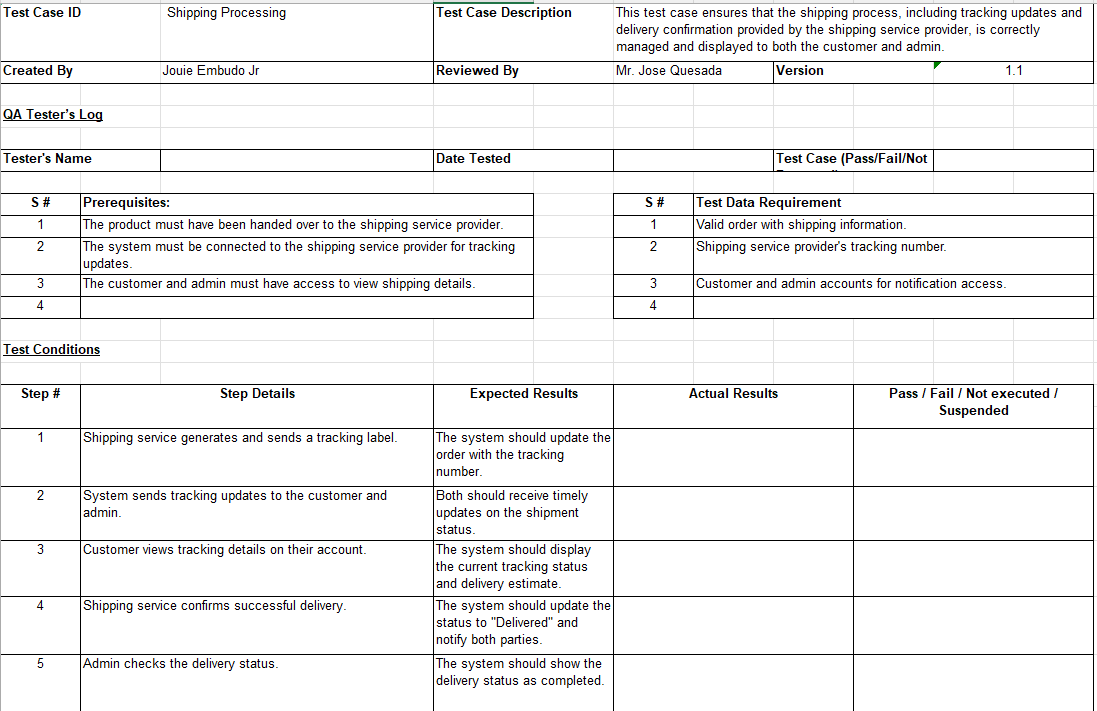 Test Case ID Shipping Processing Test Case Description This test case ensures that the shipping process, including tracking updates and
delivery confirmation provided by the shipping service provider, is correctly
managed and displayed to both the customer and admin.
Created By Jouie Embudo Jr Reviewed By Mr. Jose Quesada Version 1.1
QA Tester's Log
Tester's Name Date Tested Test Case (Pass/Fail/Not
S # Prerequisites: S # Test Data Requirement
1 The product must have been handed over to the shipping service provider. 1 Valid order with shipping information.
2 The system must be connected to the shipping service provider for tracking 2 Shipping service provider's tracking number.
updates.
3 The customer and admin must have access to view shipping details. 3 Customer and admin accounts for notification access.
4 4
Test Conditions
Step # Step Details Expected Results Actual Results Pass / Fail / Not executed /
Suspended
1 Shipping service generates and sends a tracking label. The system should update the
order with the tracking
number.
2 System sends tracking updates to the customer and Both should receive timely
admin. updates on the shipment
status.
3 Customer views tracking details on their account. The system should display
the current tracking status
and delivery estimate.
4 Shipping service confirms successful delivery. The system should update the
status to "Delivered" and
notify both parties.
5 Admin checks the delivery status. The system should show the
delivery status as completed.